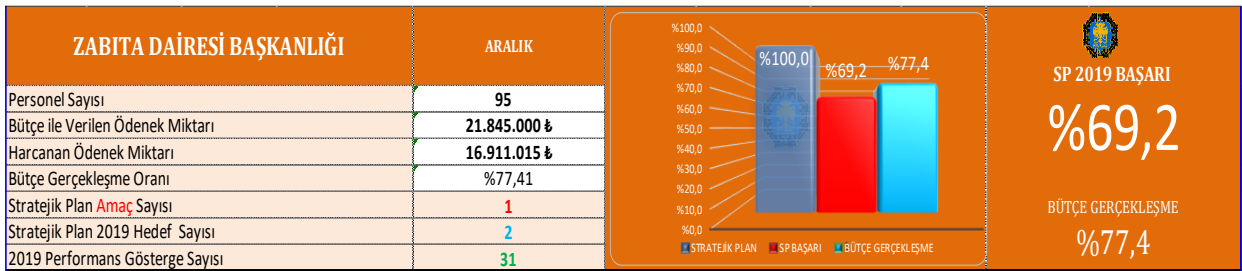 ZABITA DAİRESİ BAŞKANLIĞI ARALIK
Personel Sayısı 95
Bütçe ile Verilen Ödenek Miktarı 21.845.000 ₺
Harcanan Ödenek Miktarı 16.911.015 ₺
Bütçe Gerçekleşme Oranı %77,41
Stratejik Plan Amaç Sayısı 1
Stratejik Plan 2019 Hedef Sayısı 2
2019 Performans Gösterge Sayısı 31
%100,0
%90,0
%80,0
%70,0
%60,0
%50,0
%40,0
%30,0
%20,0
%10,0
%0,0
%100,0 %69,2 %77,4
STRATEJİK PLAN SP BAŞARI BÜTÇE GERÇEKLEŞME
SP 2019 BAŞARI
%69,2
BÜTÇE GERÇEKLEŞME
%77,4